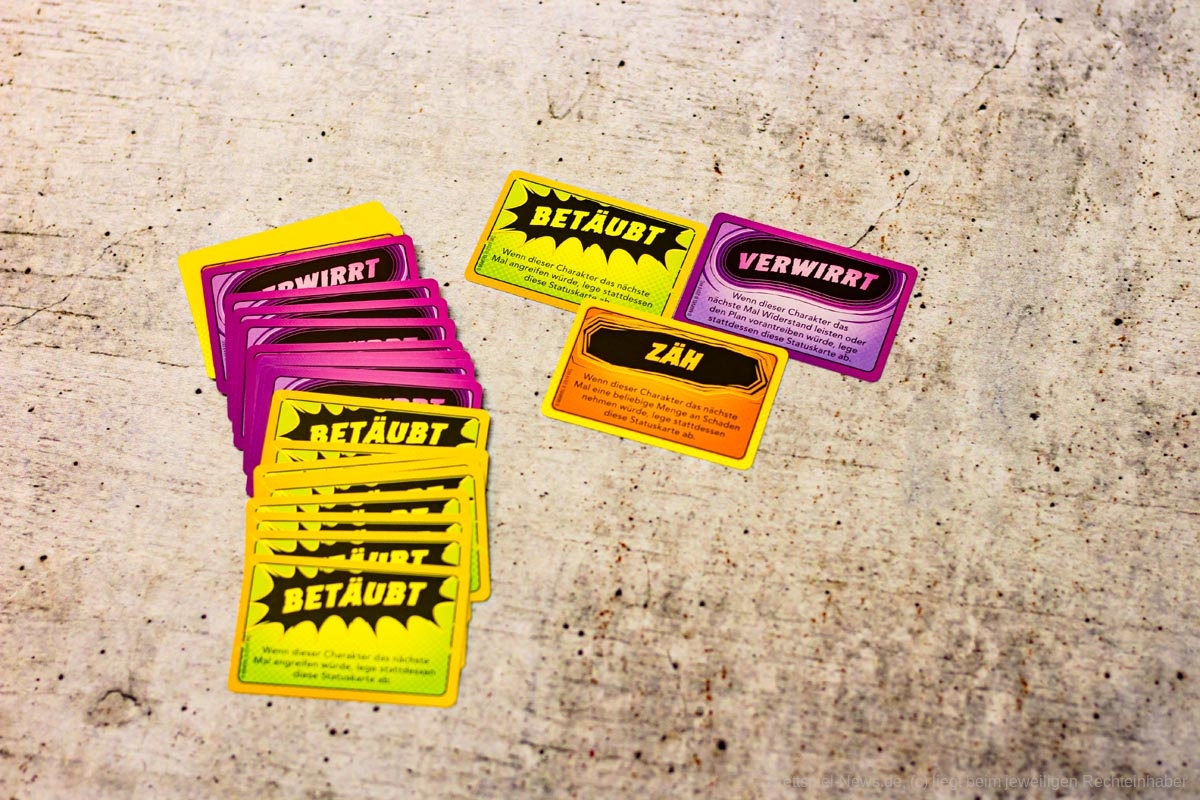 BETÄUBT
Wenn dieser Charakter das nächste
Mal angreifen würde, lege stattdessen
diese Statuskarte ab.
VERWIRRT
Wenn dieser Charakter das
nächste Mal Widerstand leisten oder
den Plan vorantreiben würde, lege
stattdessen diese Statuskarte ab.
ZÄH
Wenn dieser Charakter das nächste
Mal eine beliebige Menge an Schaden
nehmen würde, lege stattdessen
diese Statuskarte ab.
VERWIRRT
BETÄUBT
BETÄUBT
BETÄUBT
Wenn dieser Charakter das nächste
Mal angreifen würde, lege stattdessen
diese Statuskarte ab.
beim jeweiligen Rechteinhaber